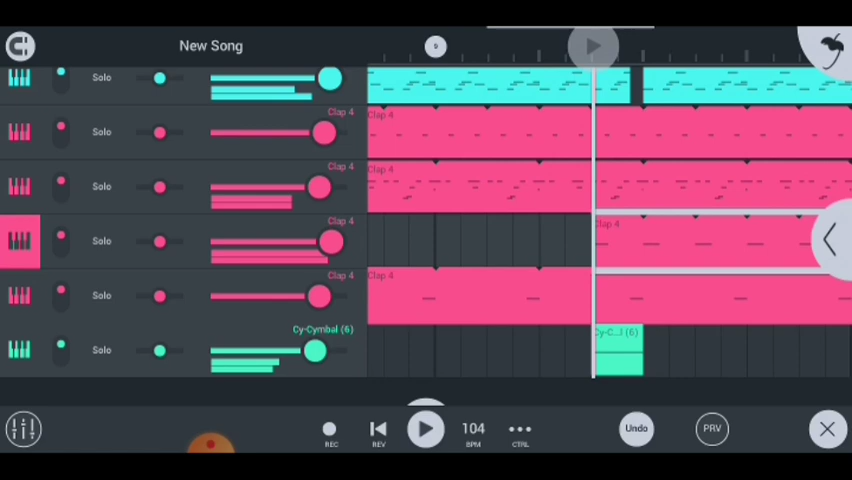 New Song
9
Solo
Clap 4
Solo
Clap 4
Clap 4
Solo
Clap 4
Clap 4
Solo
Clap 4
Clap 4
Solo
Clap 4
Cy-Cymbal (6)
Cy-C...l (6)
Solo
REC
REV
104
BPM
CTRL
Undo
PRV